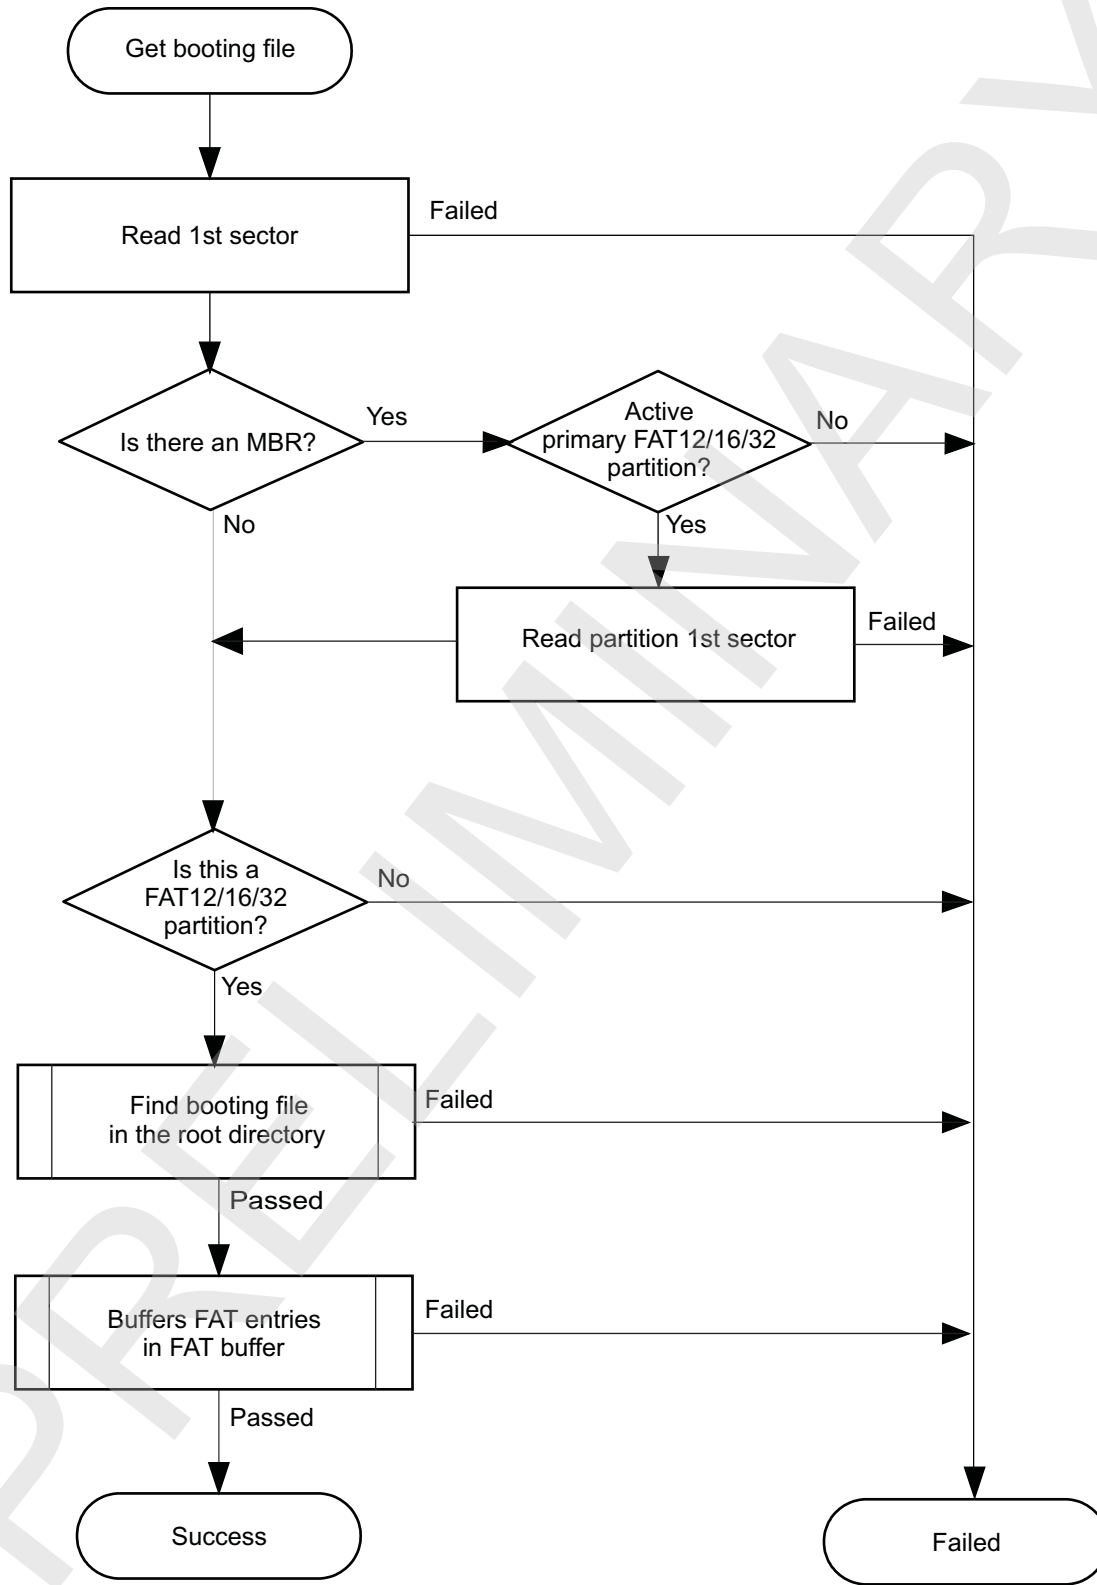 Get booting file
Read 1st sector
Failed
Is there an MBR?
Yes
Active
primary FAT12/16/32
partition?
No
No
Yes
Read partition 1st sector
Failed
Is this a
FAT12/16/32
partition?
No
Yes
Find booting file
in the root directory
Failed
Passed
Buffers FAT entries
in FAT buffer
Failed
Passed
Success
Failed
PRELIMINARY